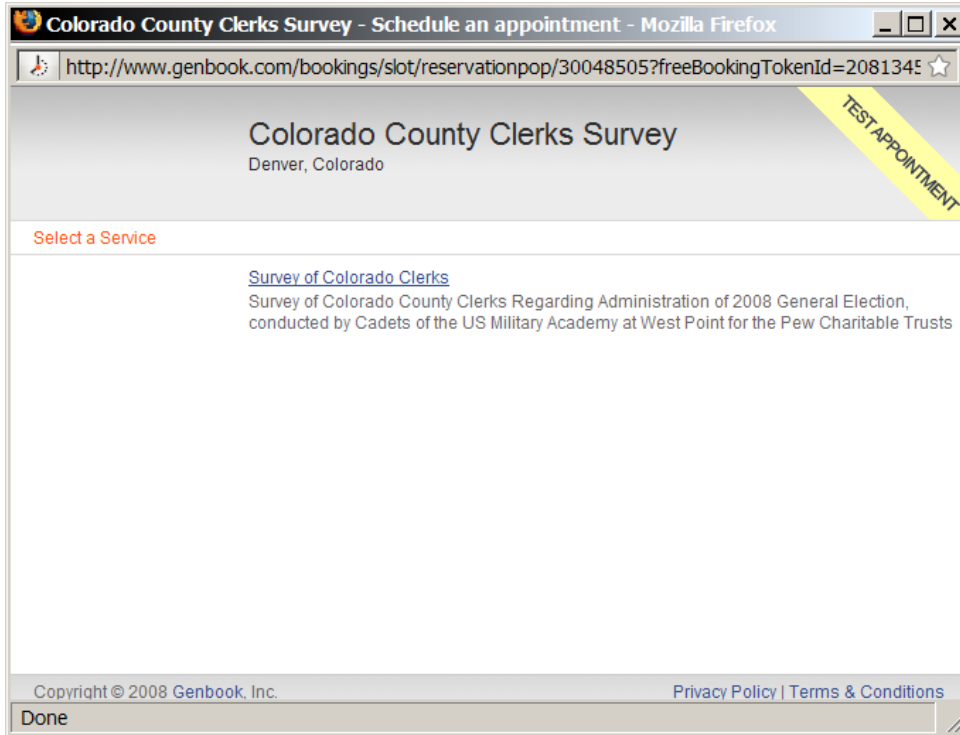 Colorado County Clerks Survey - Schedule an appointment - Mozilla Firefox
http://www.genbook.com/bookings/slot/reservationpop/30048505?freeBookingTokenId=2081345
TEST APPOINTMENT
Colorado County Clerks Survey
Denver, Colorado
Select a Service
Survey of Colorado Clerks
Survey of Colorado County Clerks Regarding Administration of 2008 General Election,
conducted by Cadets of the US Military Academy at West Point for the Pew Charitable Trusts
Copyright © 2008 Genbook, Inc. Privacy Policy | Terms & Conditions
Done